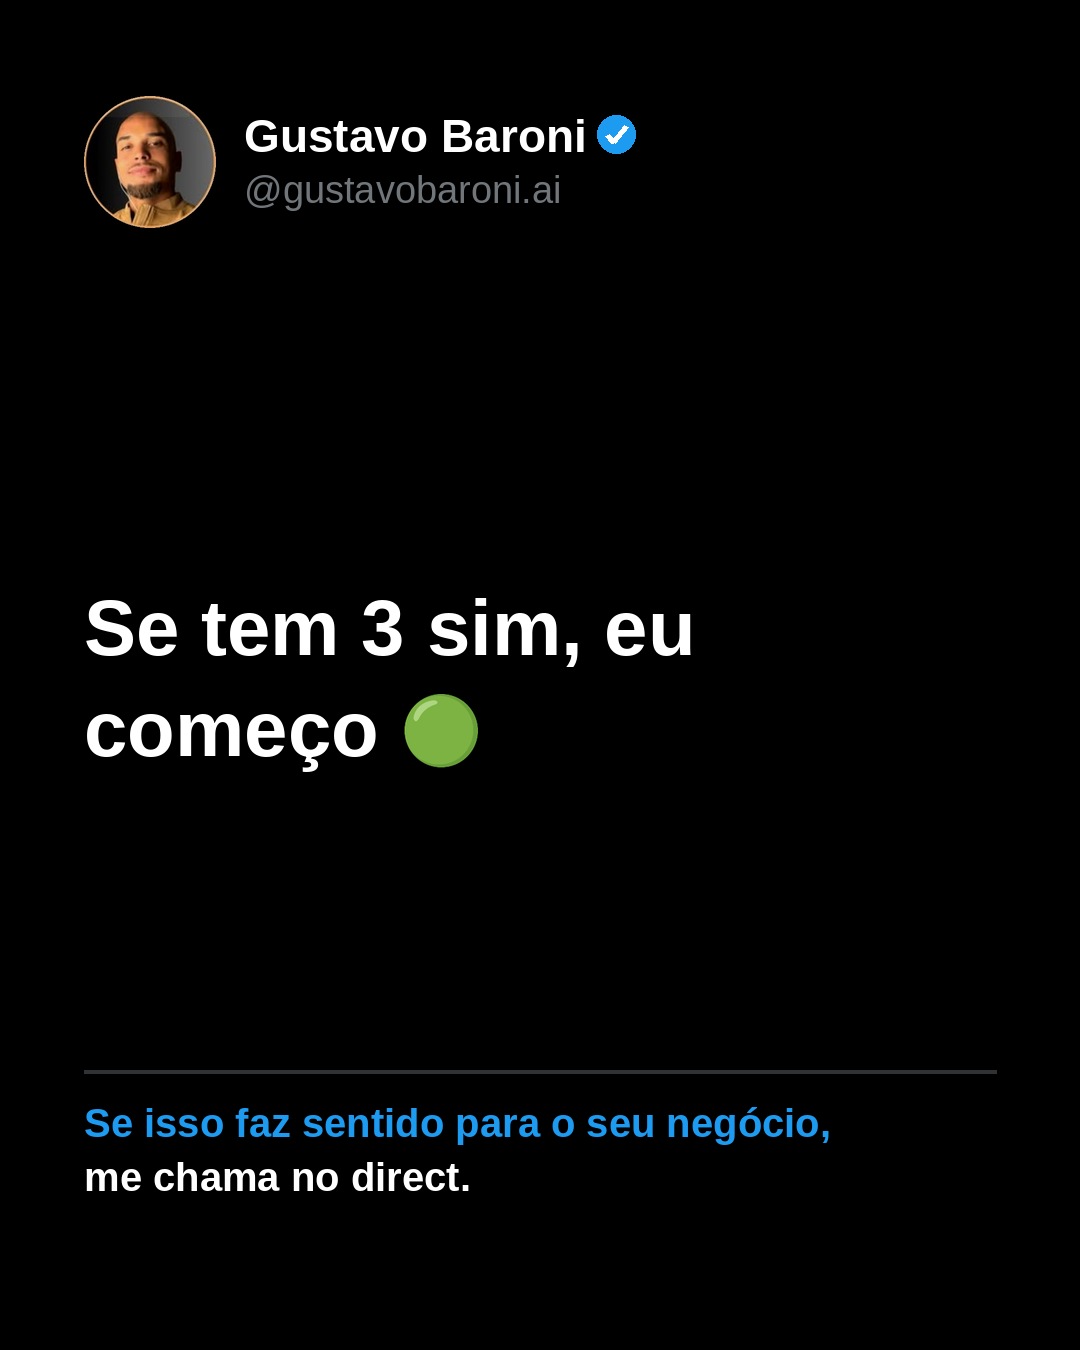 Gustavo Baroni
@gustavobaroni.ai
Se tem 3 sim, eu
começo 🟢
Se isso faz sentido para o seu negócio,
me chama no direct.